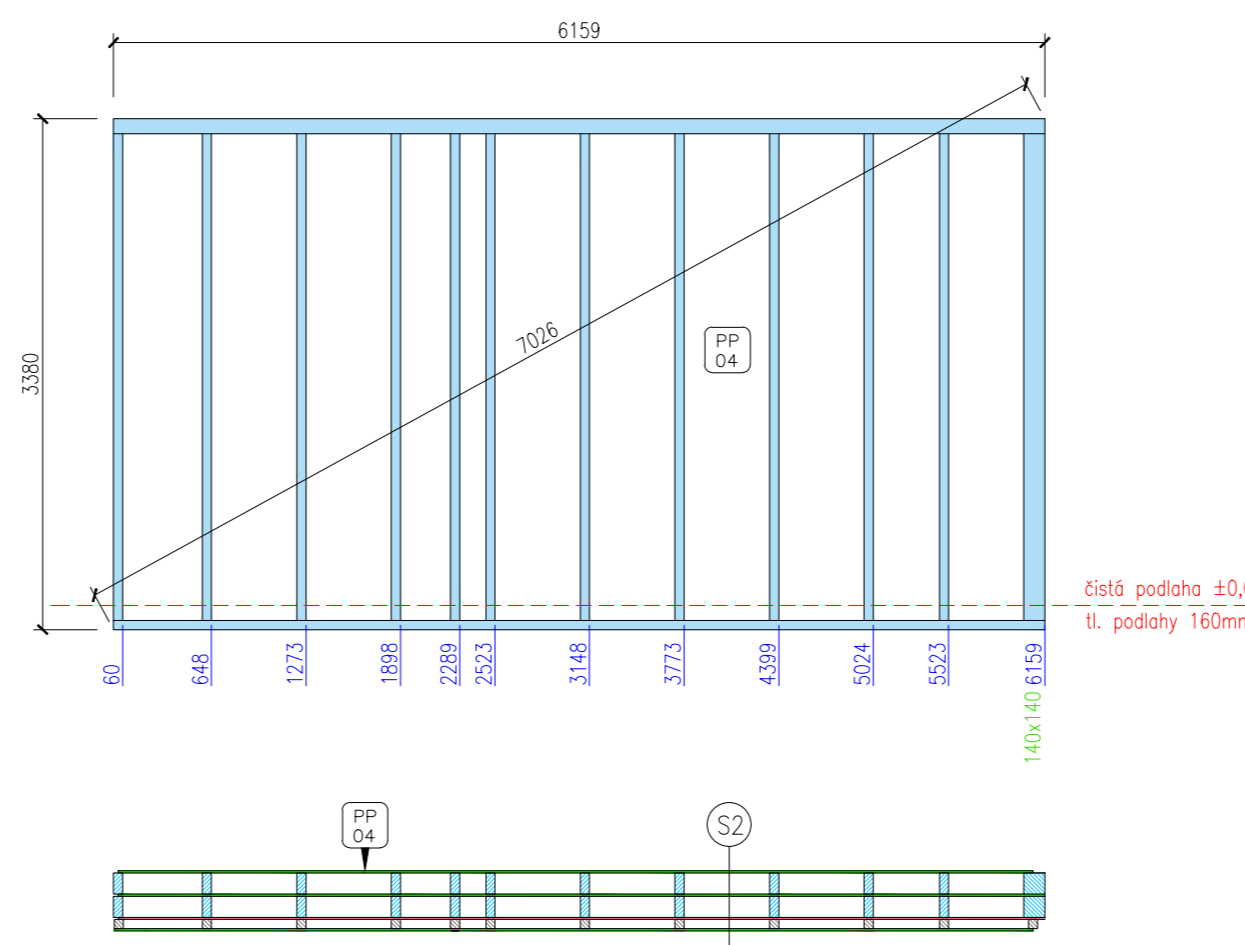 6159
3380
7026
PP
04
čistá podlaha ±0,
tl. podlahy 160mm
60
648
1273
1898
2289
2523
3148
3773
4399
5024
5523
6159
140x140
PP
04
S2